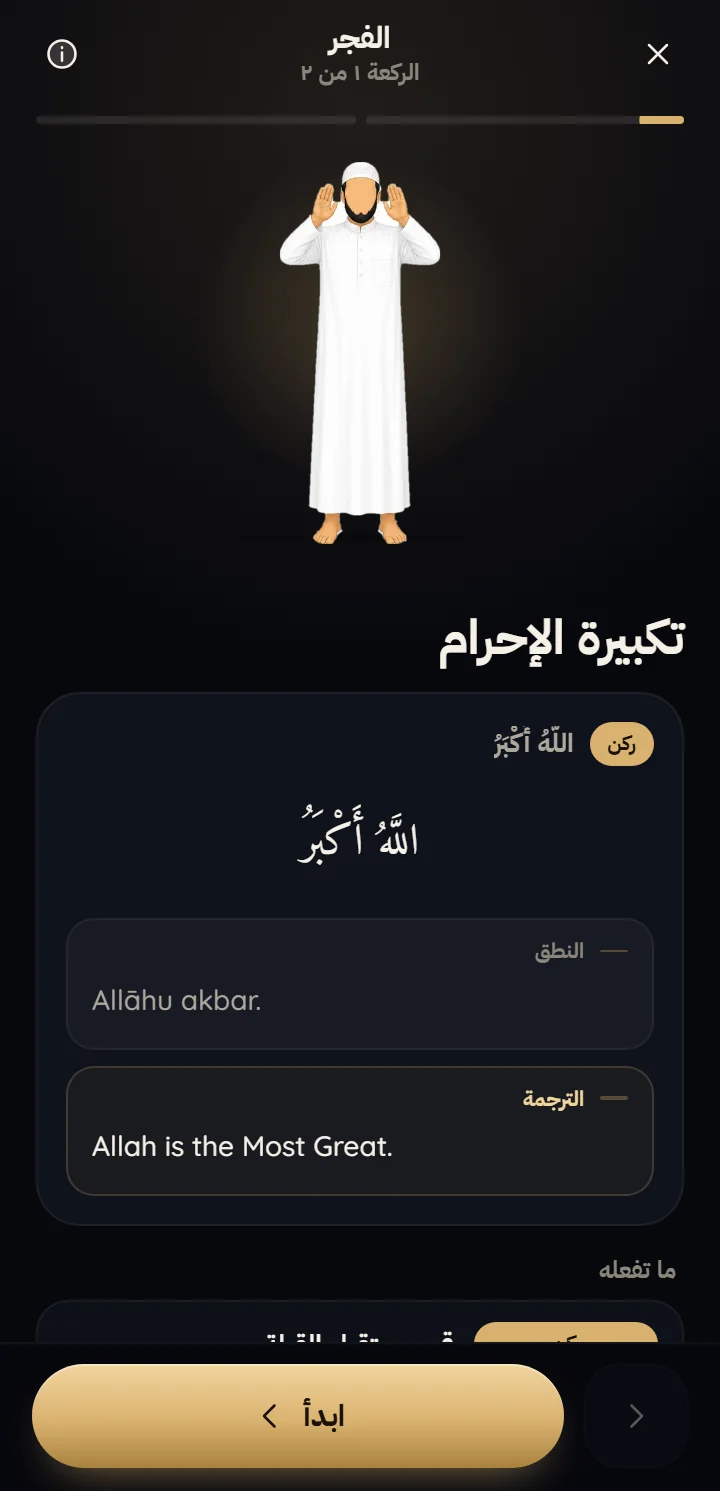 الفجر
الركعة ١ من ٢
تكبيرة الإحرام
ركن
اللّهُ أَكْبَرُ
اللَّهُ أَكْبَرُ
النطق
Allāhu akbar.
الترجمة
Allah is the Most Great.
ما تفعله
ابدأ